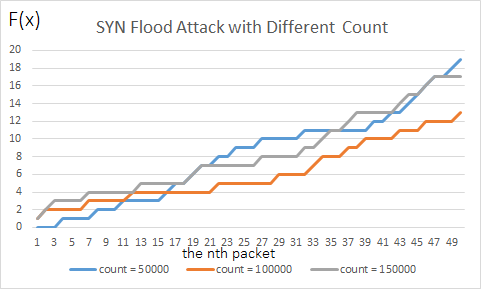 F(x)
SYN Flood Attack with Different Count
20
18
16
14
12
10
8
6
4
2
0
1 3 5 7 9 11 13 15 17 19 21 23 25 27 29 31 33 35 37 39 41 43 45 47 49
the nth packet
count = 50000 count = 100000 count = 150000